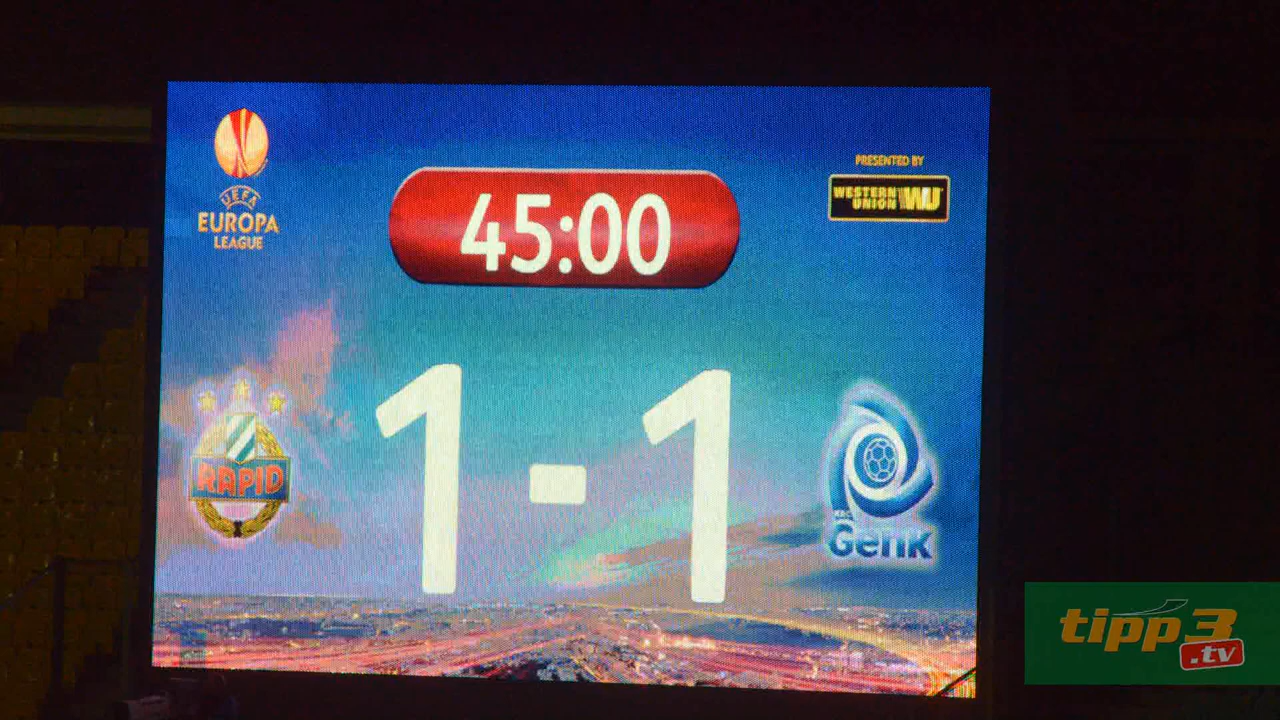 UEFA
EUROPA
LEAGUE
45:00
PRESENTED BY
WESTERN
UNION WU
RAPID
1 - 1
KRC
Genk
tipp3
.tv